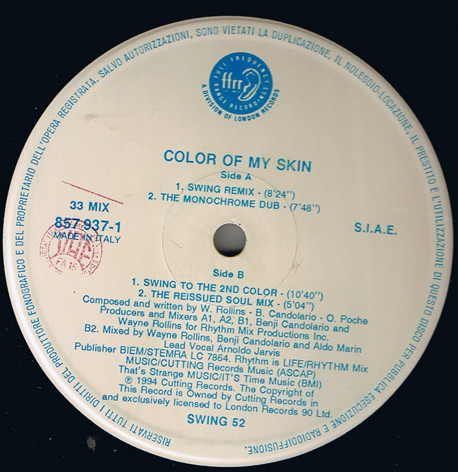 RISERVATI TUTTI I DIRITTI DEL PRODUTTORE FONOGRAFICO E DEL PROPRIETARIO DELL'OPERA REGISTRATA. SALVO AUTORIZZAZIONI, SONO VIETATI LA DUPLICAZIONE, IL NOLEGGIO-LOCAZIONE, IL PRESTITO E L'UTILIZZAZIONE DI QUESTO DISCO PER PUBBLICA ESECUZIONE E RADIODIFFUSIONE.
FULL FREQUENCY
ffrr
RANGE RECORDINGS
A DIVISION OF LONDON RECORDS
COLOR OF MY SKIN
Side A
1. SWING REMIX - (8'24")
2. THE MONOCHROME DUB - (7'48")
33 MIX
857 937-1
MADE IN ITALY
S.I.A.E.
Side B
1. SWING TO THE 2ND COLOR - (10'40")
2. THE REISSUED SOUL MIX - (5'04")
Composed and written by W. Rollins - B. Candolario - O. Poche
Producers and Mixers A1, A2, B1, Benji Candolario and
Wayne Rollins for Rhythm Mix Productions Inc.
B2. Mixed by Wayne Rollins, Benji Candolario and Aldo Marin
Lead Vocal Arnoldo Jarvis
Publisher BIEM/STEMRA LC 7864. Rhythm is LIFE/RHYTHM Mix
MUSIC/CUTTING Records Music (ASCAP)
That's Strange MUSIC/IT'S Time Music (BMI)
℗ 1994 Cutting Records. The Copyright of
This Record is Owned by Cutting Records in
and exclusively licensed to London Records 90 Ltd.
SWING 52